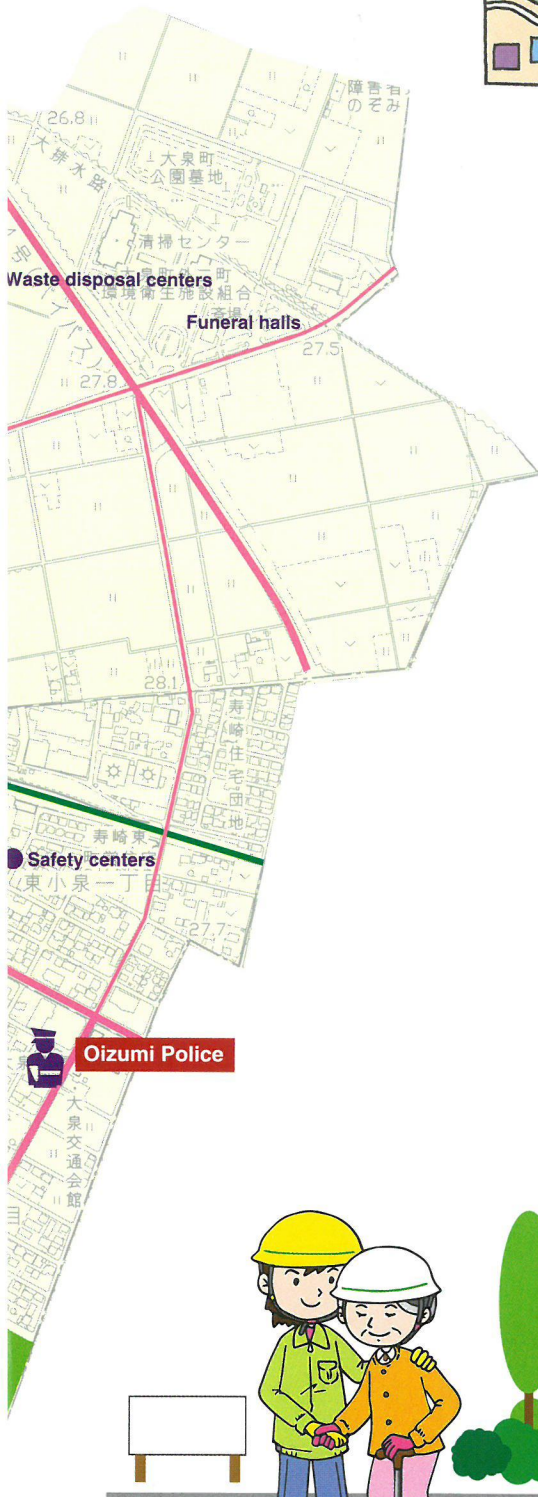 障害者
のぞみ
26.8
大排水路
大泉町
公園墓地
清掃センター
Waste disposal centers
環境衛生施設組合
斎場
Funeral halls
27.5
27.8
28.1
寿崎住宅団地
寿崎東
Safety centers
東小泉一丁目
27.7
Oizumi Police
大泉交通会館